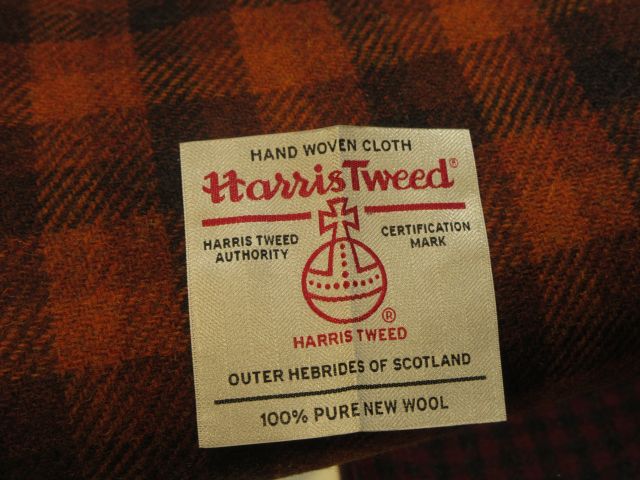 HAND WOVEN CLOTH
Harris Tweed®
HARRIS TWEED AUTHORITY
CERTIFICATION MARK
®
HARRIS TWEED
OUTER HEBRIDES OF SCOTLAND
100% PURE NEW WOOL